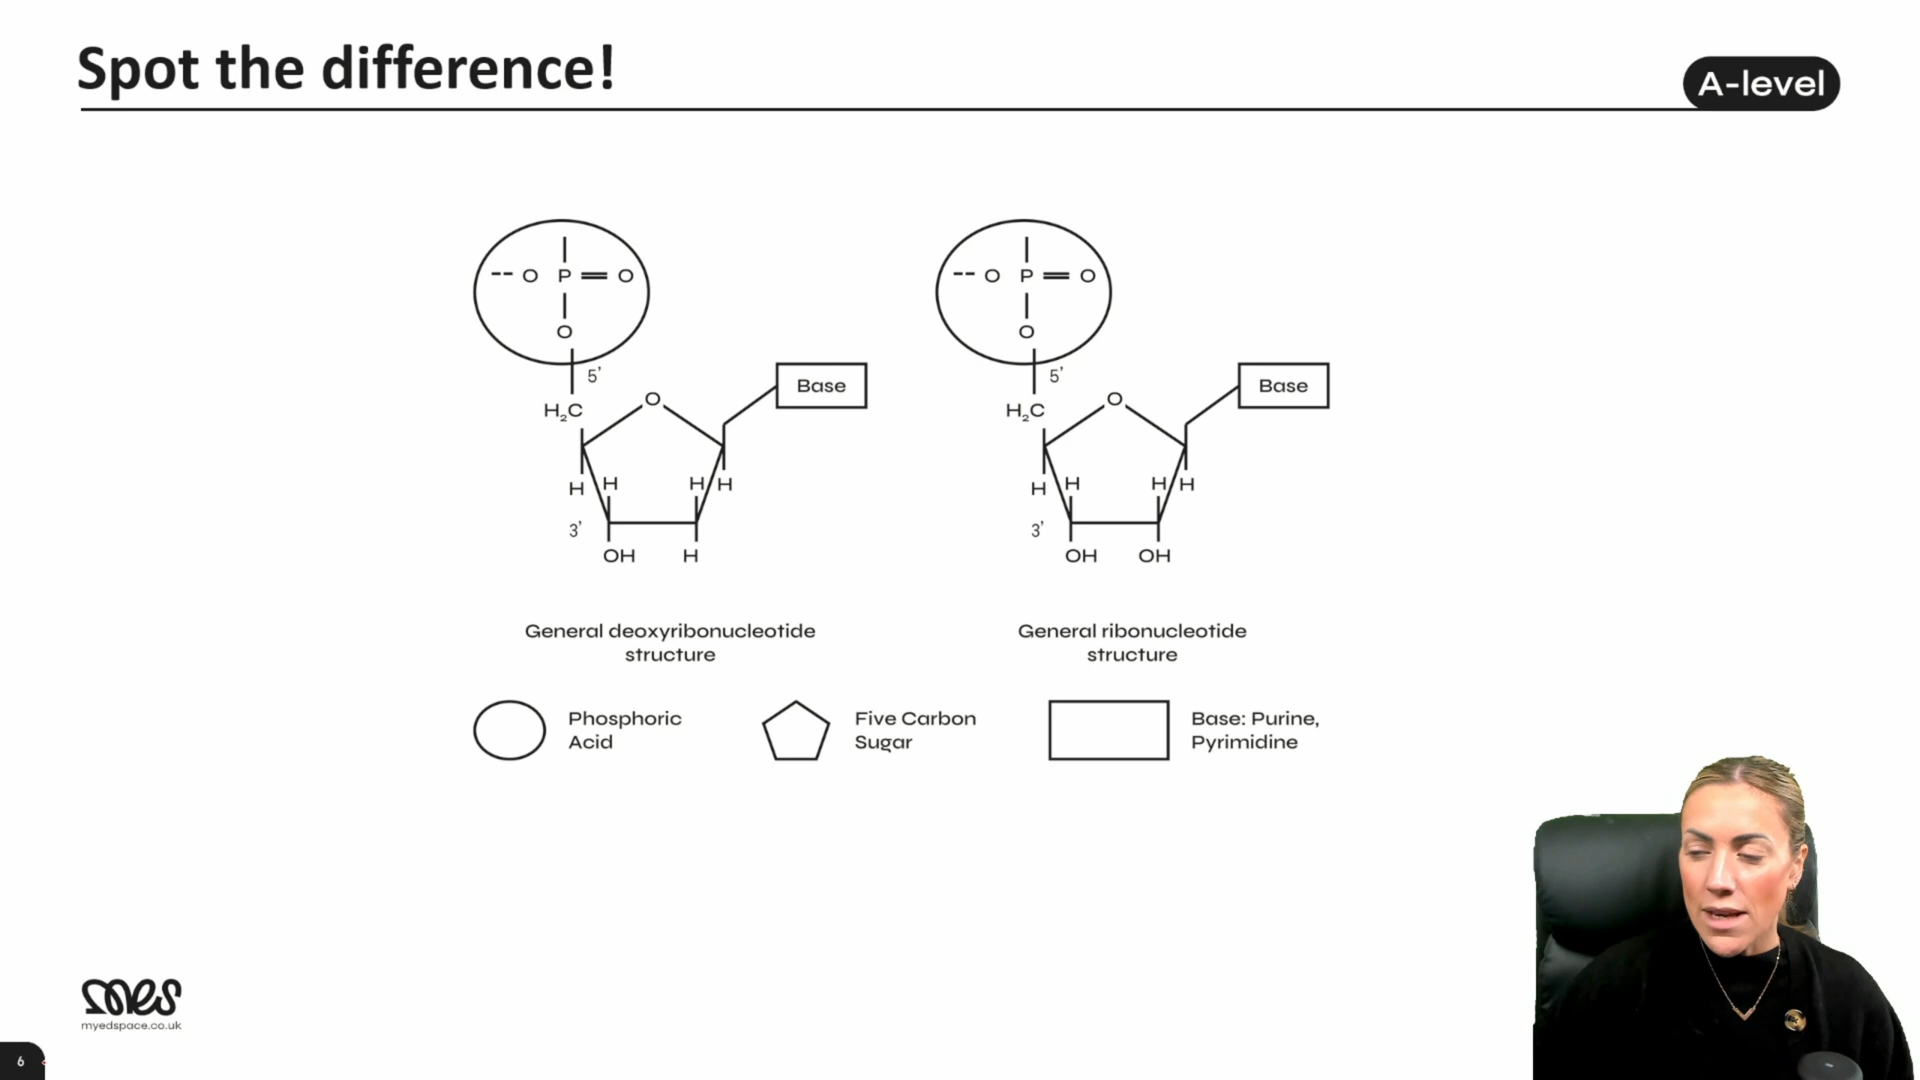 Spot the difference!
A-level
-- O P = O
O
5'
H₂C
O
Base
H H H H
3'
OH H
General deoxyribonucleotide
structure
-- O P = O
O
5'
H₂C
O
Base
H H H H
3'
OH OH
General ribonucleotide
structure
Phosphoric
Acid
Five Carbon
Sugar
Base: Purine,
Pyrimidine
mes
myedspace.co.uk
6